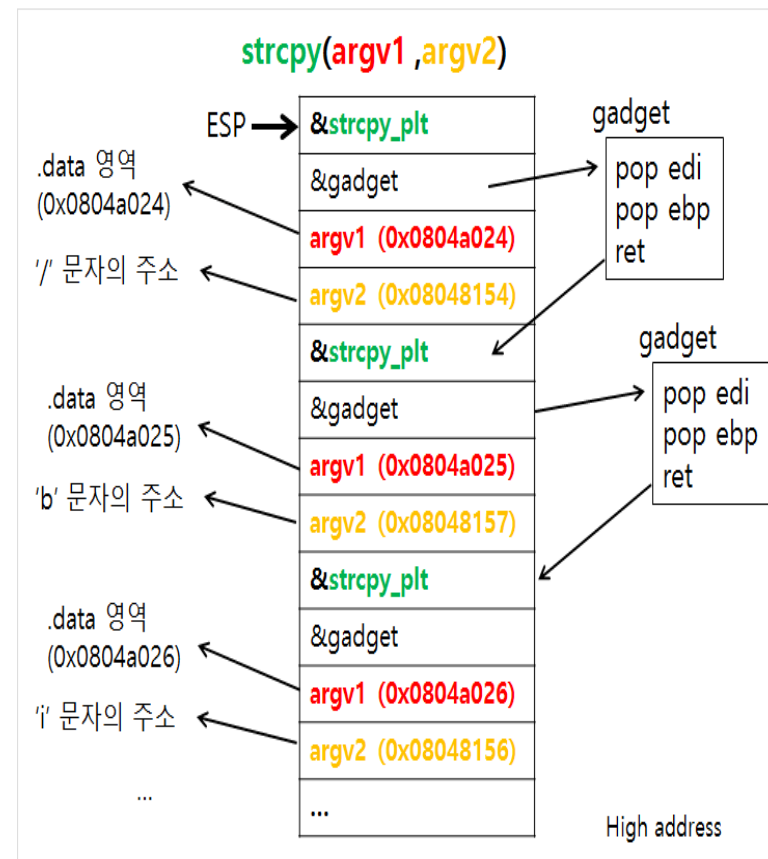 strcpy(argv1 ,argv2)
ESP
&strcpy_plt
&gadget
argv1 (0x0804a024)
argv2 (0x08048154)
&strcpy_plt
&gadget
argv1 (0x0804a025)
argv2 (0x08048157)
&strcpy_plt
&gadget
argv1 (0x0804a026)
argv2 (0x08048156)
...
.data 영역
(0x0804a024)
'/' 문자의 주소
.data 영역
(0x0804a025)
'b' 문자의 주소
.data 영역
(0x0804a026)
'i' 문자의 주소
...
gadget
pop edi
pop ebp
ret
gadget
pop edi
pop ebp
ret
High address